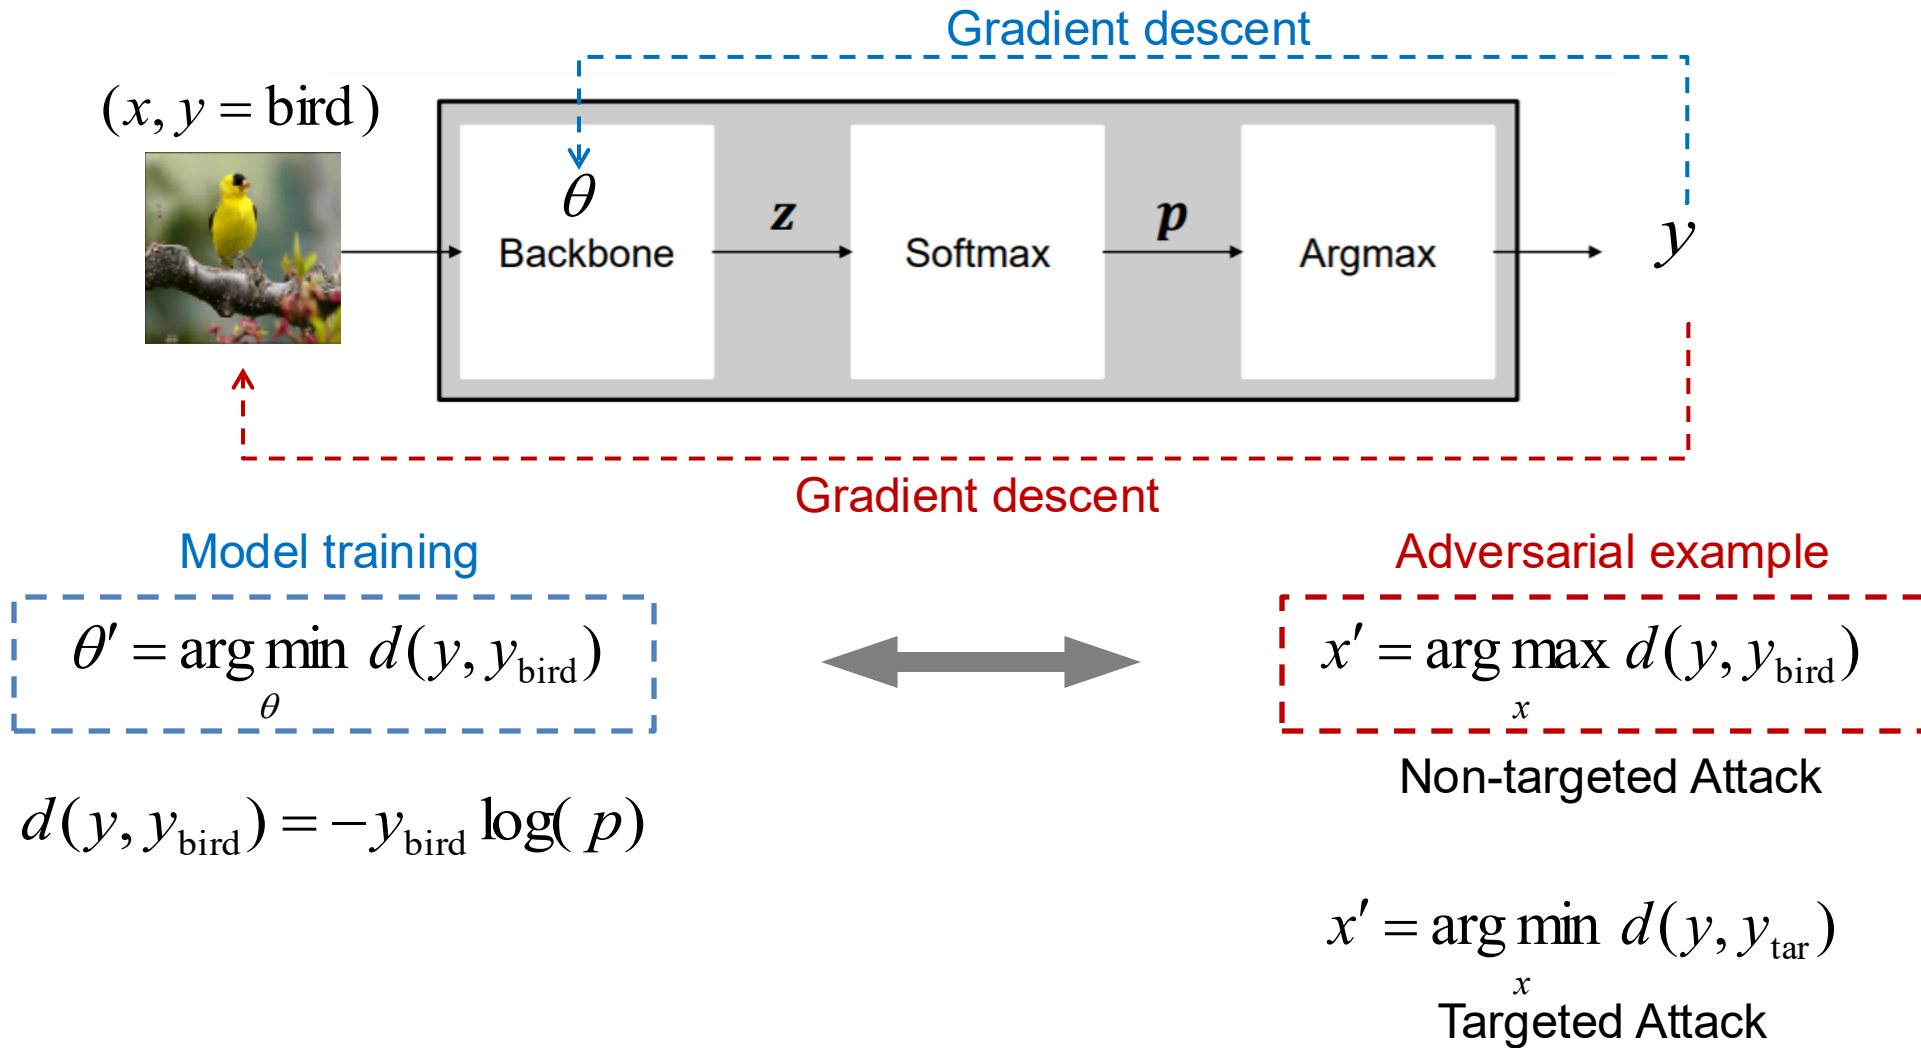 Gradient descent
(x, y = bird)
θ
z
p
Backbone
Softmax
Argmax
y
Gradient descent
Model training
Adversarial example
θ′ = arg min d(y, y_bird)
θ
x′ = arg max d(y, y_bird)
x
Non-targeted Attack
d(y, y_bird) = −y_bird log( p)
x′ = arg min d(y, y_tar)
x
Targeted Attack